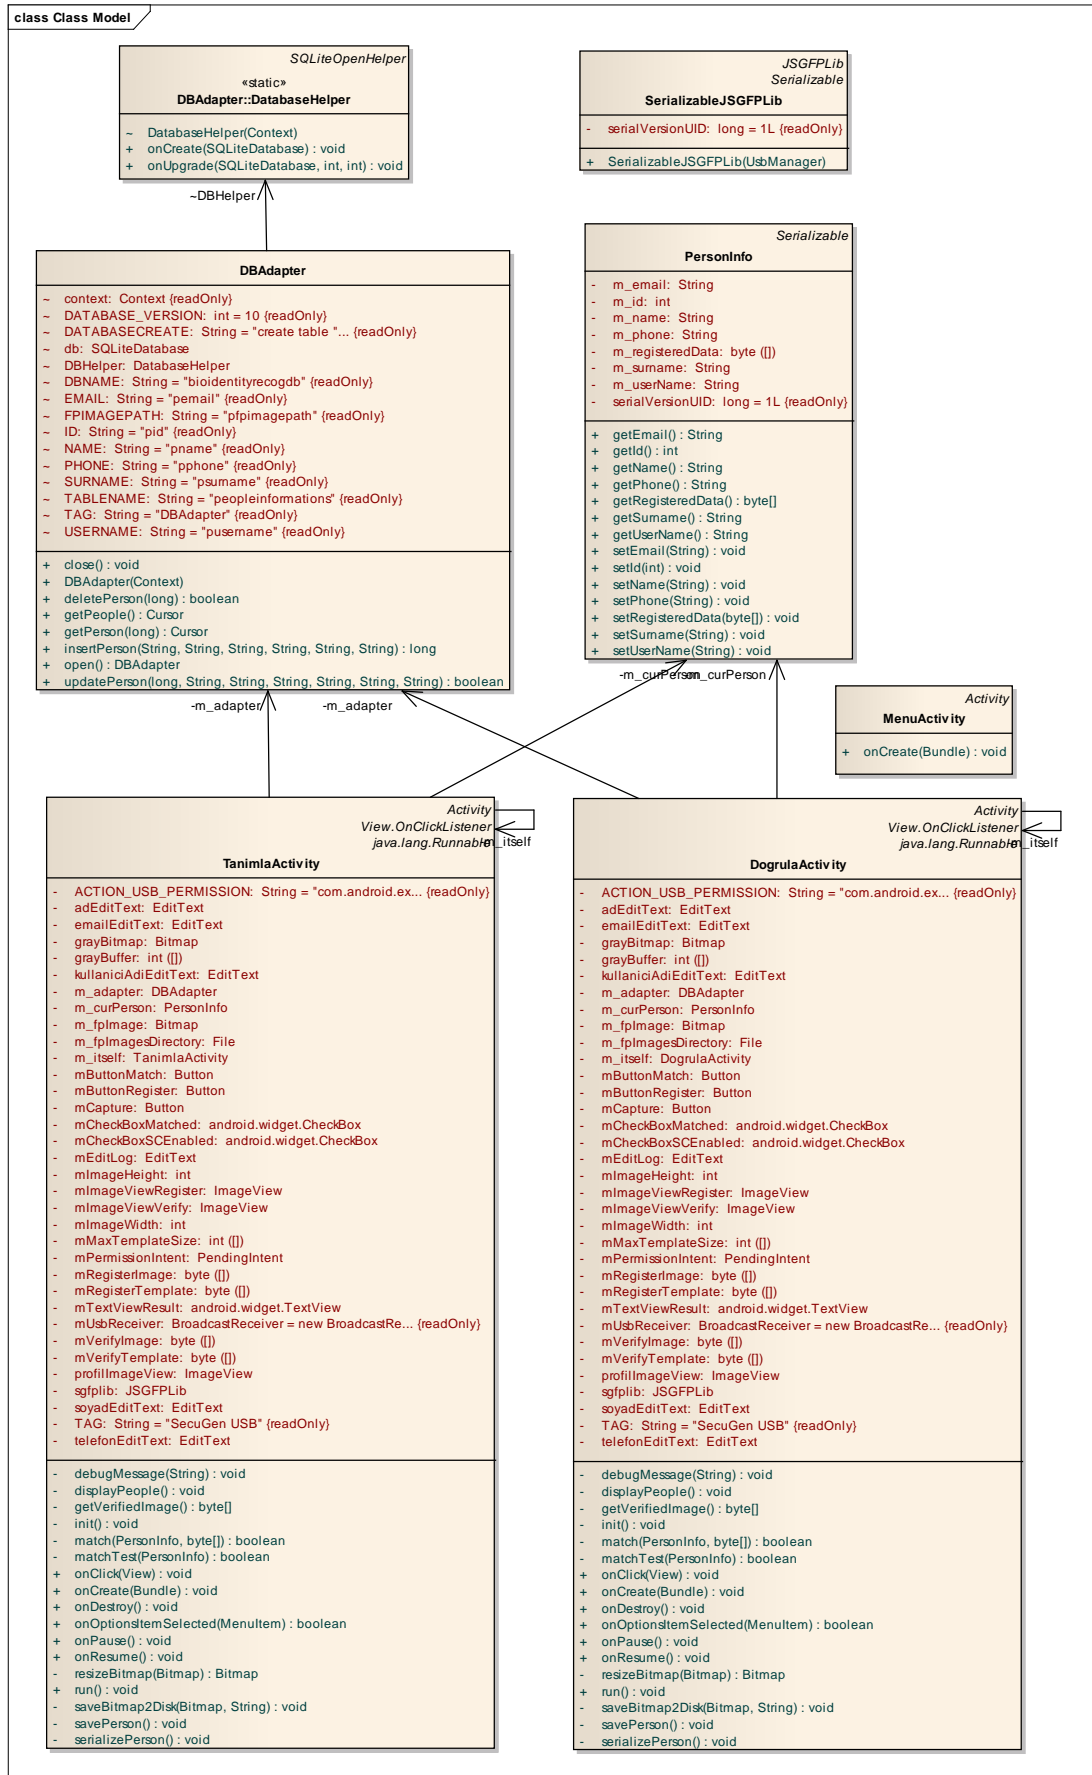 class Class Model
SQLiteOpenHelper
«static»
DBAdapter::DatabaseHelper
~ DatabaseHelper(Context)
+ onCreate(SQLiteDatabase) : void
+ onUpgrade(SQLiteDatabase, int, int) : void
JSGFPLib
Serializable
SerializableJSGFPLib
- serialVersionUID: long = 1L {readOnly}
+ SerializableJSGFPLib(UsbManager)
~DBHelper
DBAdapter
~ context: Context {readOnly}
~ DATABASE_VERSION: int = 10 {readOnly}
~ DATABASECREATE: String = "create table "... {readOnly}
~ db: SQLiteDatabase
~ DBHelper: DatabaseHelper
~ DBNAME: String = "bioidentityrecogdb" {readOnly}
~ EMAIL: String = "pemail" {readOnly}
~ FPIMAGEPATH: String = "pfpimagepath" {readOnly}
~ ID: String = "pid" {readOnly}
~ NAME: String = "pname" {readOnly}
~ PHONE: String = "pphone" {readOnly}
~ SURNAME: String = "psurname" {readOnly}
~ TABLENAME: String = "peopleinformations" {readOnly}
~ TAG: String = "DBAdapter" {readOnly}
~ USERNAME: String = "pusername" {readOnly}
+ close() : void
+ DBAdapter(Context)
+ deletePerson(long) : boolean
+ getPeople() : Cursor
+ getPerson(long) : Cursor
+ insertPerson(String, String, String, String, String, String) : long
+ open() : DBAdapter
+ updatePerson(long, String, String, String, String, String, String) : boolean
Serializable
PersonInfo
- m_email: String
- m_id: int
- m_name: String
- m_phone: String
- m_registeredData: byte ([])
- m_surname: String
- m_userName: String
- serialVersionUID: long = 1L {readOnly}
+ getEmail() : String
+ getId() : int
+ getName() : String
+ getPhone() : String
+ getRegisteredData() : byte[]
+ getSurname() : String
+ getUserName() : String
+ setEmail(String) : void
+ setId(int) : void
+ setName(String) : void
+ setPhone(String) : void
+ setRegisteredData(byte[]) : void
+ setSurname(String) : void
+ setUserName(String) : void
-m_adapter
-m_adapter
-m_curPerson
-m_curPerson
Activity
MenuActivity
+ onCreate(Bundle) : void
Activity
View.OnClickListener
java.lang.Runnable
-m_itself
TanimlaActivity
- ACTION_USB_PERMISSION: String = "com.android.ex... {readOnly}
- adEditText: EditText
- emailEditText: EditText
- grayBitmap: Bitmap
- grayBuffer: int ([])
- kullaniciAdiEditText: EditText
- m_adapter: DBAdapter
- m_curPerson: PersonInfo
- m_fpImage: Bitmap
- m_fpImagesDirectory: File
- m_itself: TanimlaActivity
- mButtonMatch: Button
- mButtonRegister: Button
- mCapture: Button
- mCheckBoxMatched: android.widget.CheckBox
- mCheckBoxSCEnabled: android.widget.CheckBox
- mEditLog: EditText
- mImageHeight: int
- mImageViewRegister: ImageView
- mImageViewVerify: ImageView
- mImageWidth: int
- mMaxTemplateSize: int ([])
- mPermissionIntent: PendingIntent
- mRegisterImage: byte ([])
- mRegisterTemplate: byte ([])
- mTextViewResult: android.widget.TextView
- mUsbReceiver: BroadcastReceiver = new BroadcastRe... {readOnly}
- mVerifyImage: byte ([])
- mVerifyTemplate: byte ([])
- profilImageView: ImageView
- sgfplib: JSGFPLib
- soyadEditText: EditText
- TAG: String = "SecuGen USB" {readOnly}
- telefonEditText: EditText
- debugMessage(String) : void
- displayPeople() : void
- getVerifiedImage() : byte[]
- init() : void
- match(PersonInfo, byte[]) : boolean
- matchTest(PersonInfo) : boolean
+ onClick(View) : void
+ onCreate(Bundle) : void
+ onDestroy() : void
+ onOptionsItemSelected(MenuItem) : boolean
+ onPause() : void
+ onResume() : void
- resizeBitmap(Bitmap) : Bitmap
+ run() : void
- saveBitmap2Disk(Bitmap, String) : void
- savePerson() : void
- serializePerson() : void
Activity
View.OnClickListener
java.lang.Runnable
-m_itself
DogrulaActivity
- ACTION_USB_PERMISSION: String = "com.android.ex... {readOnly}
- adEditText: EditText
- emailEditText: EditText
- grayBitmap: Bitmap
- grayBuffer: int ([])
- kullaniciAdiEditText: EditText
- m_adapter: DBAdapter
- m_curPerson: PersonInfo
- m_fpImage: Bitmap
- m_fpImagesDirectory: File
- m_itself: DogrulaActivity
- mButtonMatch: Button
- mButtonRegister: Button
- mCapture: Button
- mCheckBoxMatched: android.widget.CheckBox
- mCheckBoxSCEnabled: android.widget.CheckBox
- mEditLog: EditText
- mImageHeight: int
- mImageViewRegister: ImageView
- mImageViewVerify: ImageView
- mImageWidth: int
- mMaxTemplateSize: int ([])
- mPermissionIntent: PendingIntent
- mRegisterImage: byte ([])
- mRegisterTemplate: byte ([])
- mTextViewResult: android.widget.TextView
- mUsbReceiver: BroadcastReceiver = new BroadcastRe... {readOnly}
- mVerifyImage: byte ([])
- mVerifyTemplate: byte ([])
- profilImageView: ImageView
- sgfplib: JSGFPLib
- soyadEditText: EditText
- TAG: String = "SecuGen USB" {readOnly}
- telefonEditText: EditText
- debugMessage(String) : void
- displayPeople() : void
- getVerifiedImage() : byte[]
- init() : void
- match(PersonInfo, byte[]) : boolean
- matchTest(PersonInfo) : boolean
+ onClick(View) : void
+ onCreate(Bundle) : void
+ onDestroy() : void
+ onOptionsItemSelected(MenuItem) : boolean
+ onPause() : void
+ onResume() : void
- resizeBitmap(Bitmap) : Bitmap
+ run() : void
- saveBitmap2Disk(Bitmap, String) : void
- savePerson() : void
- serializePerson() : void